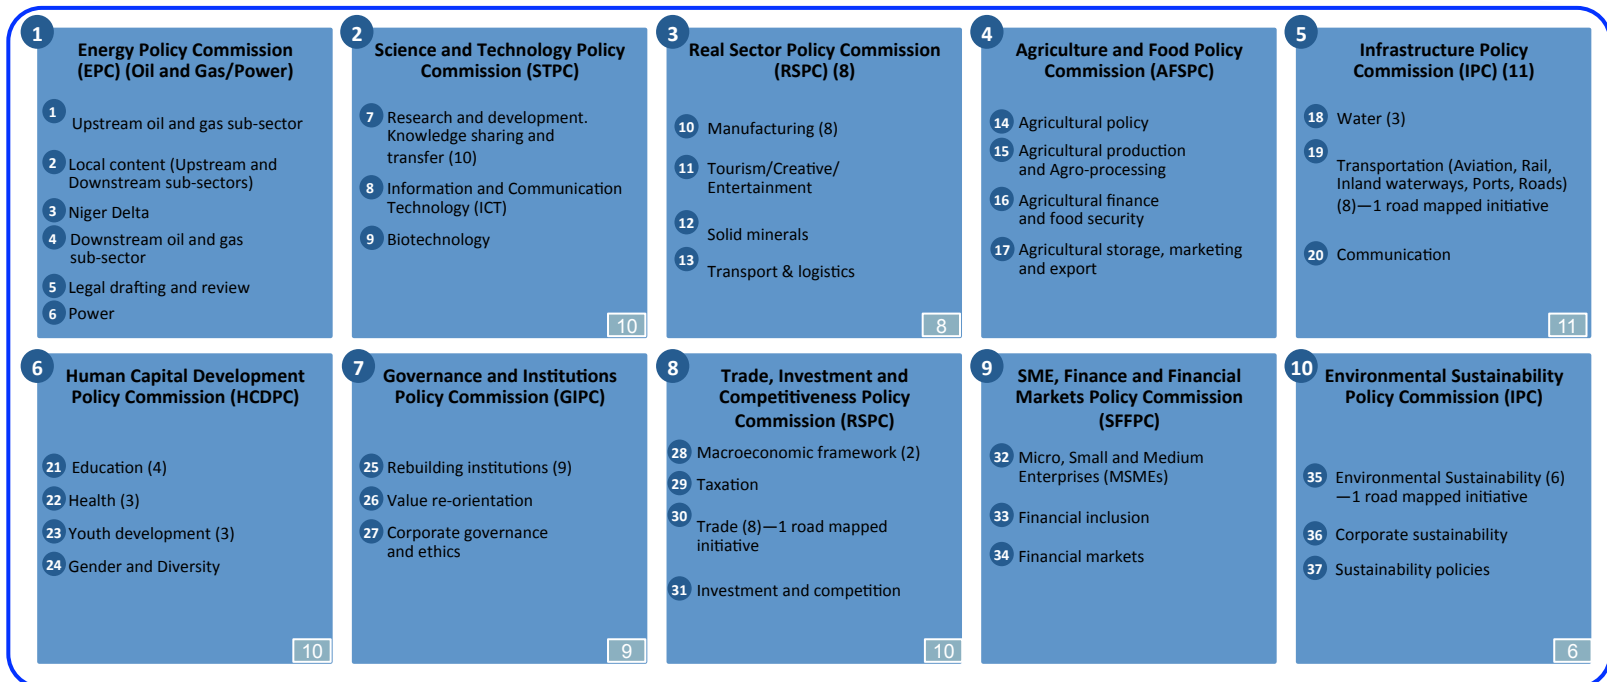 1
Energy Policy Commission
(EPC) (Oil and Gas/Power)
1
Upstream oil and gas sub-sector
2 Local content (Upstream and
Downstream sub-sectors)
3 Niger Delta
4 Downstream oil and gas
sub-sector
5 Legal drafting and review
6 Power
2
Science and Technology Policy
Commission (STPC)
7 Research and development.
Knowledge sharing and
transfer (10)
8 Information and Communication
Technology (ICT)
9 Biotechnology
10
3
Real Sector Policy Commission
(RSPC) (8)
10 Manufacturing (8)
11 Tourism/Creative/
Entertainment
12
Solid minerals
13
Transport & logistics
8
4
Agriculture and Food Policy
Commission (AFSPC)
14 Agricultural policy
15 Agricultural production
and Agro-processing
16 Agricultural finance
and food security
17 Agricultural storage, marketing
and export
5
Infrastructure Policy
Commission (IPC) (11)
18 Water (3)
19
Transportation (Aviation, Rail,
Inland waterways, Ports, Roads)
(8)—1 road mapped initiative
20 Communication
11
6
Human Capital Development
Policy Commission (HCDPC)
21 Education (4)
22 Health (3)
23 Youth development (3)
24 Gender and Diversity
10
7
Governance and Institutions
Policy Commission (GIPC)
25 Rebuilding institutions (9)
26 Value re-orientation
27 Corporate governance
and ethics
9
8
Trade, Investment and
Competitiveness Policy
Commission (RSPC)
28 Macroeconomic framework (2)
29 Taxation
30
Trade (8)—1 road mapped
initiative
31 Investment and competition
10
9
SME, Finance and Financial
Markets Policy Commission
(SFFPC)
32 Micro, Small and Medium
Enterprises (MSMEs)
33 Financial inclusion
34 Financial markets
10
Environmental Sustainability
Policy Commission (IPC)
35 Environmental Sustainability (6)
—1 road mapped initiative
36 Corporate sustainability
37 Sustainability policies
6